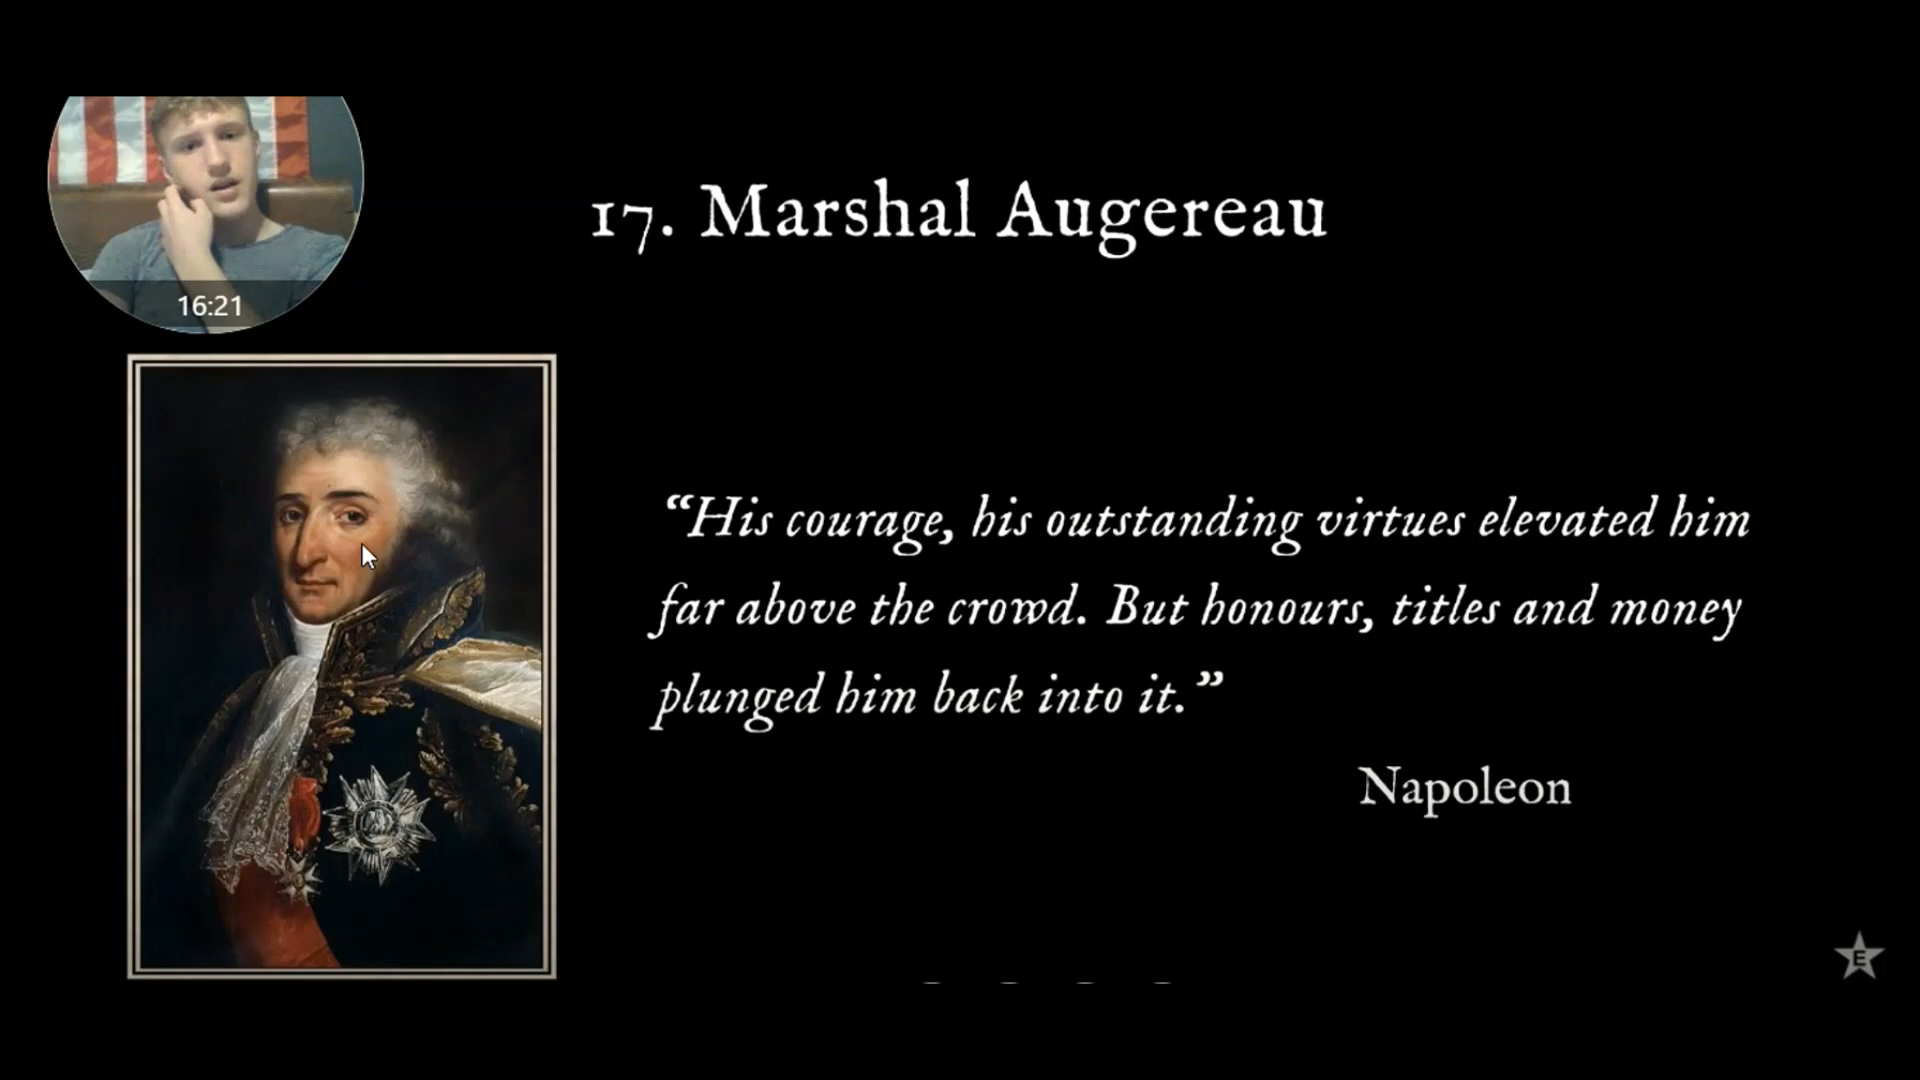 16:21
17. Marshal Augereau
“His courage, his outstanding virtues elevated him
far above the crowd. But honours, titles and money
plunged him back into it.”
Napoleon
E